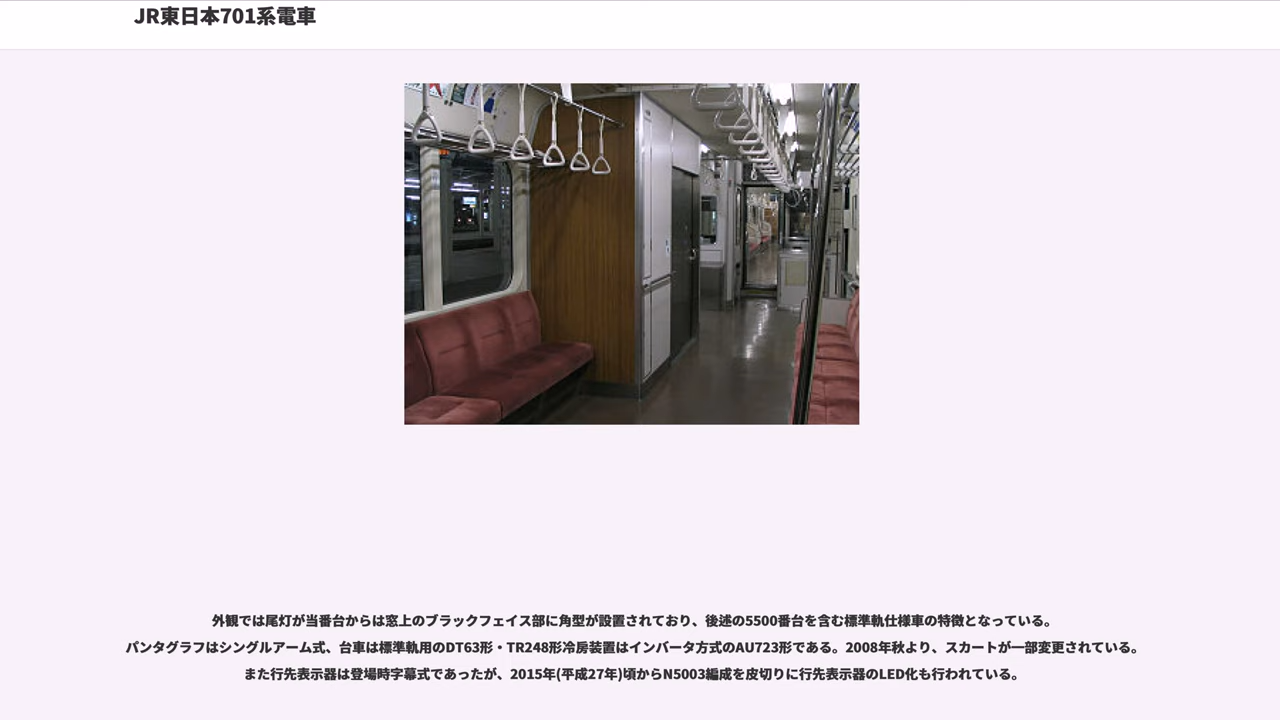 JR東日本701系電車
外観では尾灯が当番台からは窓上のブラックフェイス部に角型が設置されており、後述の5500番台を含む標準軌仕様車の特徴となっている。
パンタグラフはシングルアーム式、台車は標準軌用のDT63形・TR248形冷房装置はインバータ方式のAU723形である。2008年秋より、スカートが一部変更されている。
また行先表示器は登場時字幕式であったが、2015年(平成27年)頃からN5003編成を皮切りに行先表示器のLED化も行われている。